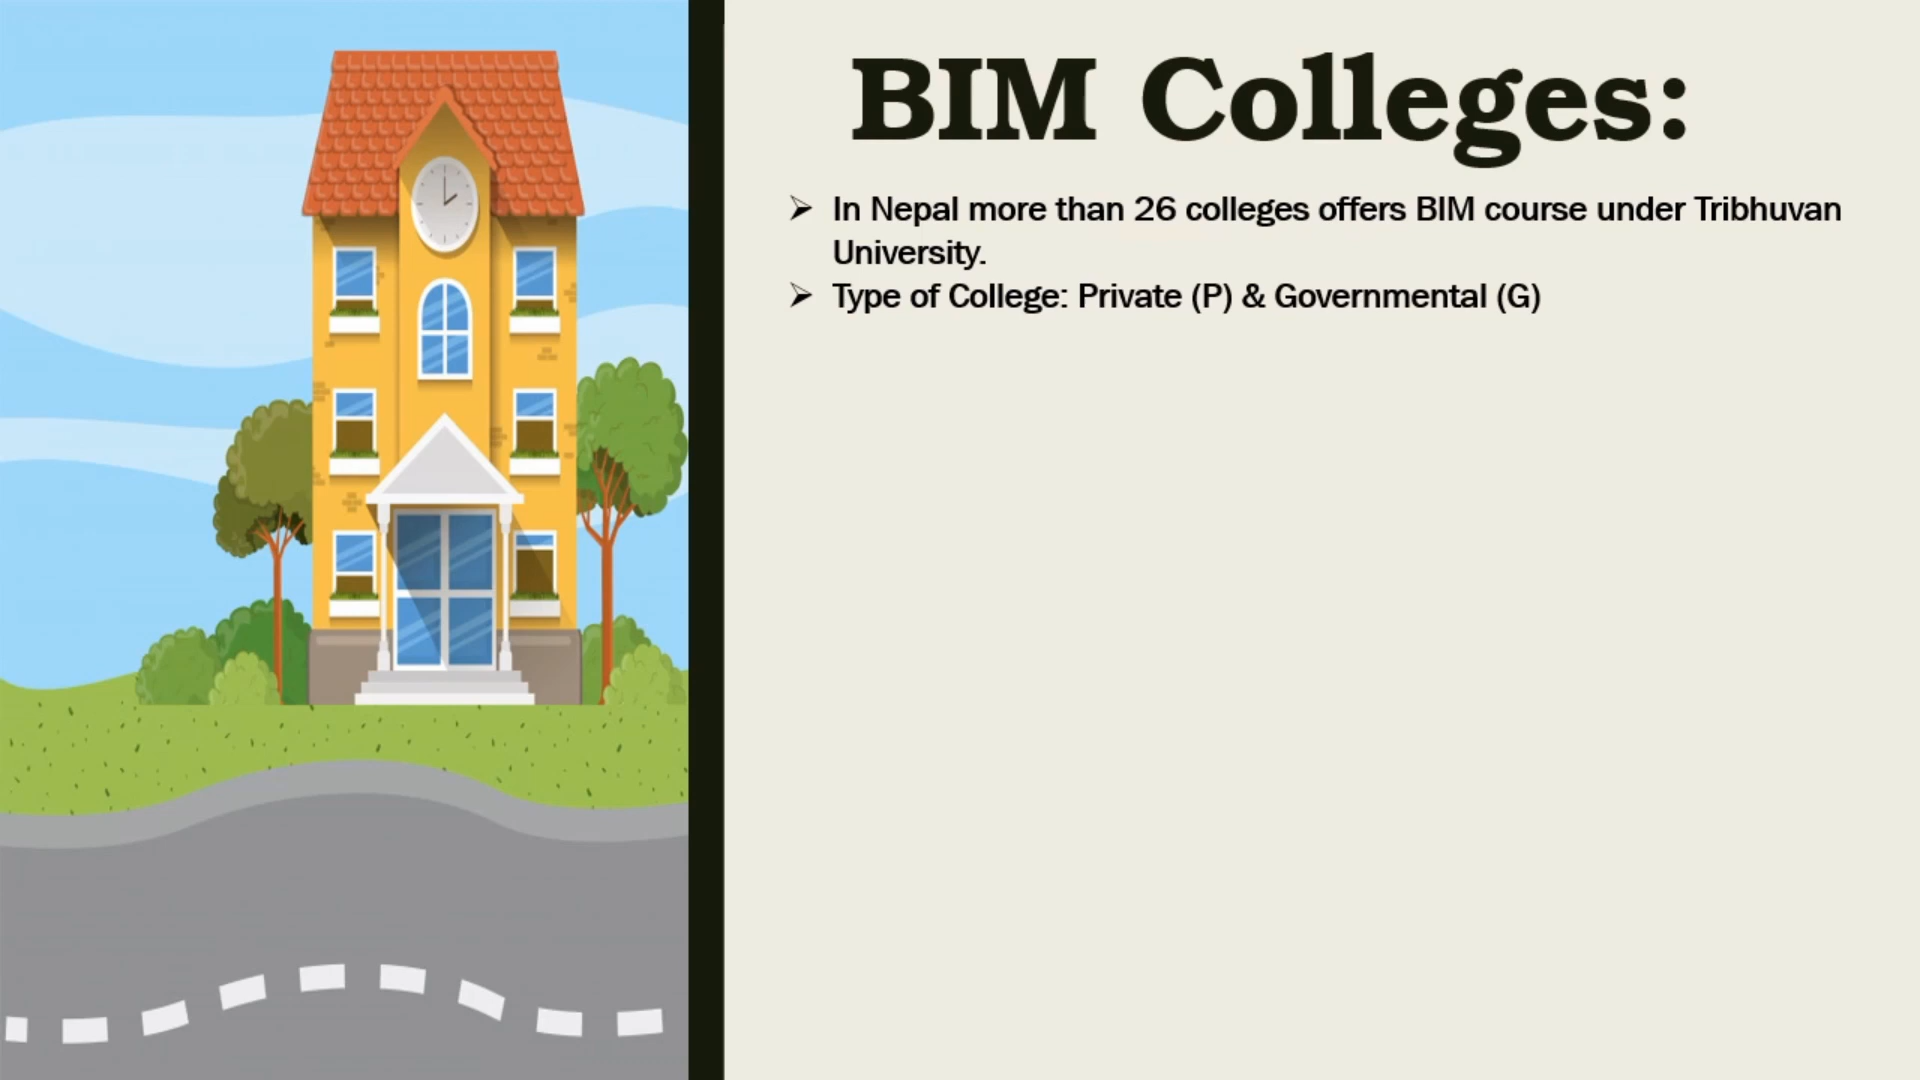 BIM Colleges:
➢ In Nepal more than 26 colleges offers BIM course under Tribhuvan
University.
➢ Type of College: Private (P) & Governmental (G)